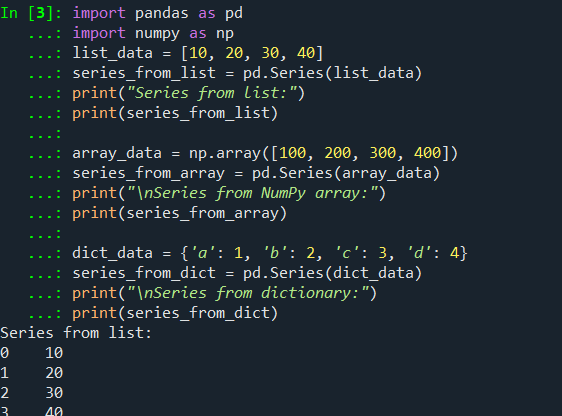 In [3]: import pandas as pd
   ...: import numpy as np
   ...: list_data = [10, 20, 30, 40]
   ...: series_from_list = pd.Series(list_data)
   ...: print("Series from list:")
   ...: print(series_from_list)
   ...:
   ...: array_data = np.array([100, 200, 300, 400])
   ...: series_from_array = pd.Series(array_data)
   ...: print("\nSeries from NumPy array:")
   ...: print(series_from_array)
   ...:
   ...: dict_data = {'a': 1, 'b': 2, 'c': 3, 'd': 4}
   ...: series_from_dict = pd.Series(dict_data)
   ...: print("\nSeries from dictionary:")
   ...: print(series_from_dict)
Series from list:
0    10
1    20
2    30
3    40